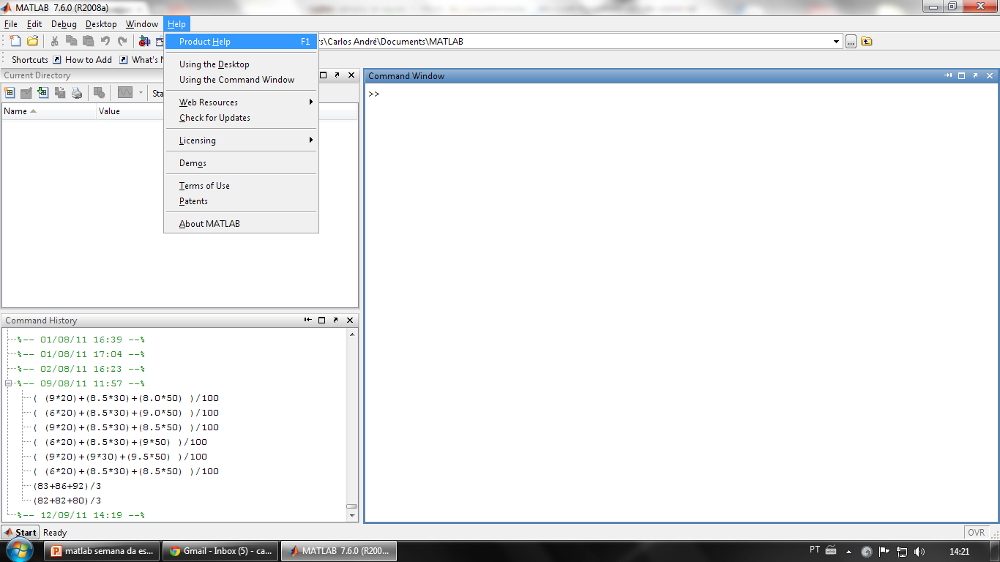 MATLAB 7.6.0 (R2008a)
File Edit Debug Desktop Window Help
Product Help F1
s\Carlos André\Documents\MATLAB
...
Shortcuts How to Add What's N
Using the Desktop
Using the Command Window
Current Directory
Command Window
Sta
>>
Web Resources
Name Value
Check for Updates
Licensing
Demos
Terms of Use
Patents
About MATLAB
Command History
%-- 01/08/11 16:39 --%
%-- 01/08/11 17:04 --%
%-- 02/08/11 16:23 --%
%-- 09/08/11 11:57 --%
( (9*20)+(8.5*30)+(8.0*50) )/100
( (6*20)+(8.5*30)+(9.0*50) )/100
( (9*20)+(8.5*30)+(8.5*50) )/100
( (6*20)+(8.5*30)+(9*50) )/100
( (9*20)+(9*30)+(9.5*50) )/100
( (6*20)+(8.5*30)+(8.5*50) )/100
(83+86+92)/3
(82+82+80)/3
%-- 12/09/11 14:19 --%
Start Ready
OVR
matlab semana da es... Gmail - Inbox (5) - ca... MATLAB 7.6.0 (R200...
PT 14:21